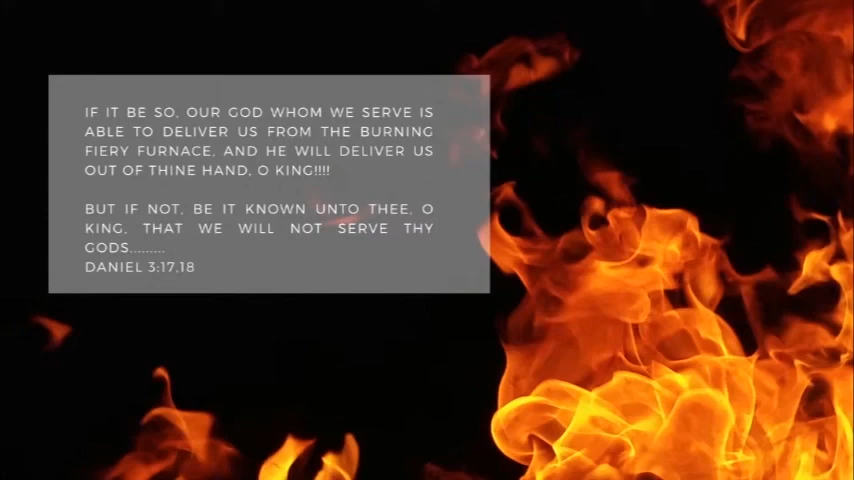 IF IT BE SO, OUR GOD WHOM WE SERVE IS
ABLE TO DELIVER US FROM THE BURNING
FIERY FURNACE, AND HE WILL DELIVER US
OUT OF THINE HAND, O KING!!!!
BUT IF NOT, BE IT KNOWN UNTO THEE, O
KING, THAT WE WILL NOT SERVE THY
GODS.........
DANIEL 3:17,18